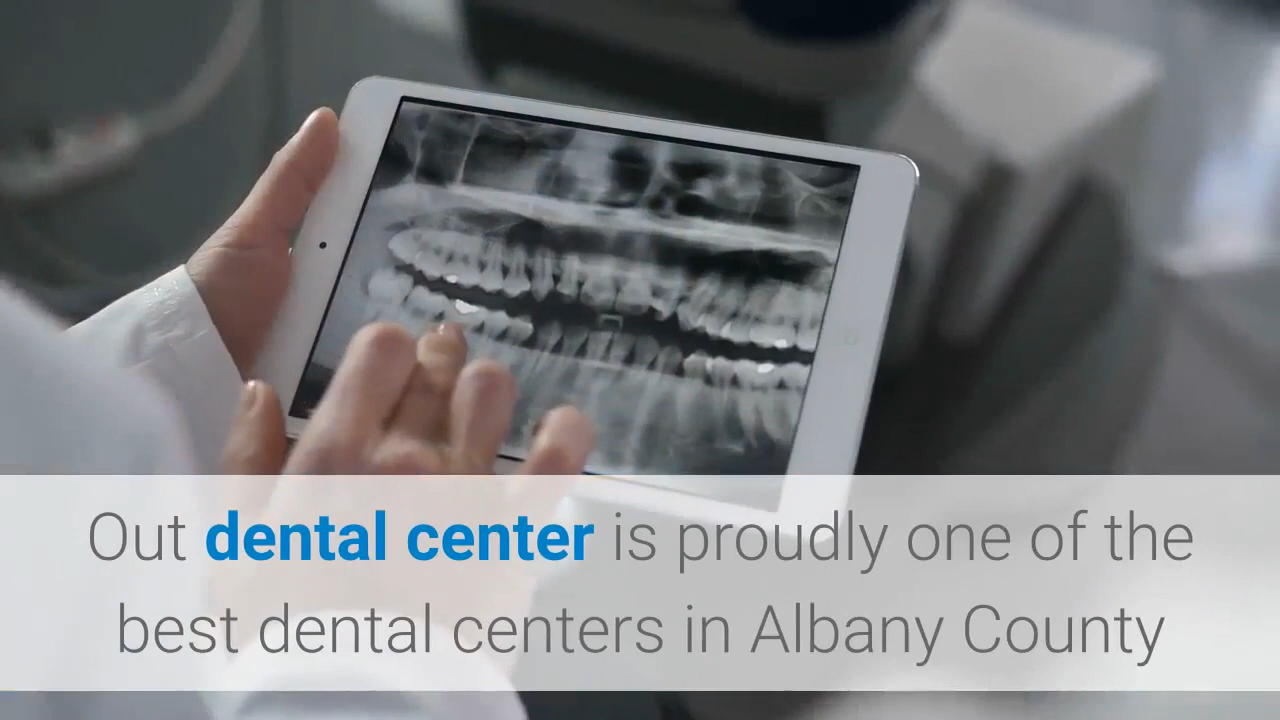 Out dental center is proudly one of the
best dental centers in Albany County